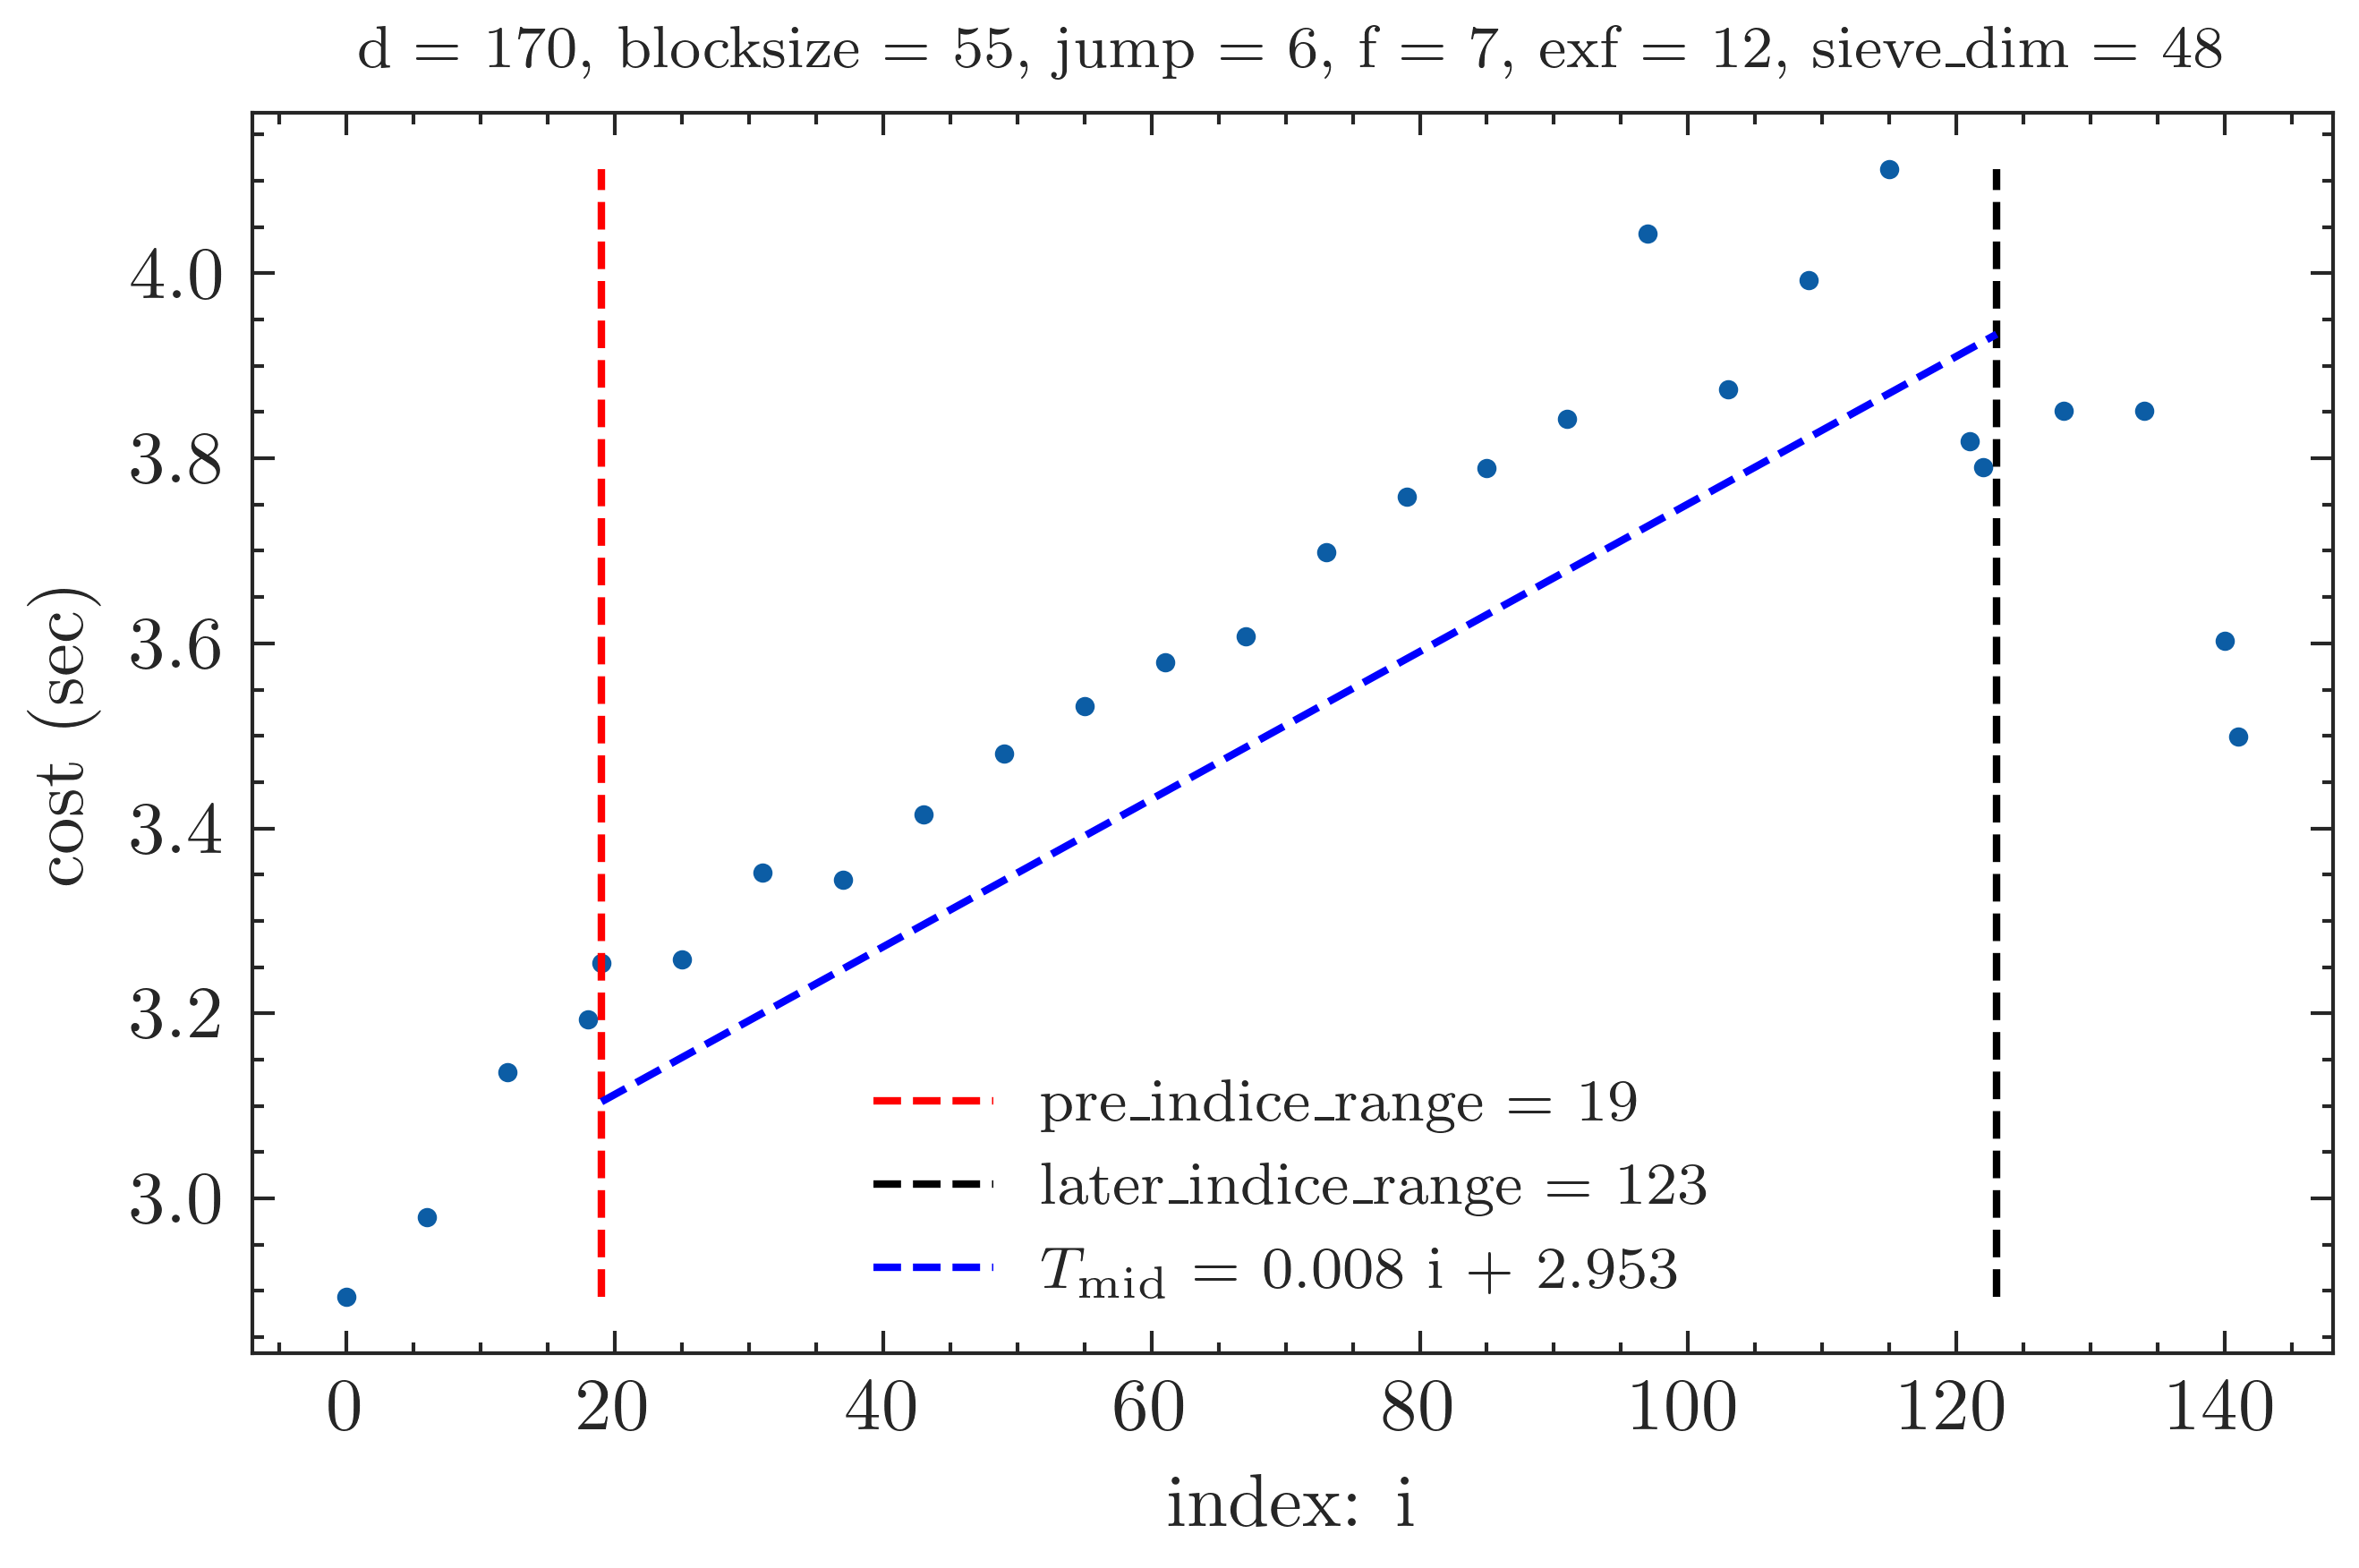 d = 170, blocksize = 55, jump = 6, f = 7, exf = 12, sieve_dim = 48
cost (sec)
4.0
3.8
3.6
3.4
3.2
3.0
pre_indice_range = 19
later_indice_range = 123
T_mid = 0.008 i + 2.953
0 20 40 60 80 100 120 140
index: i